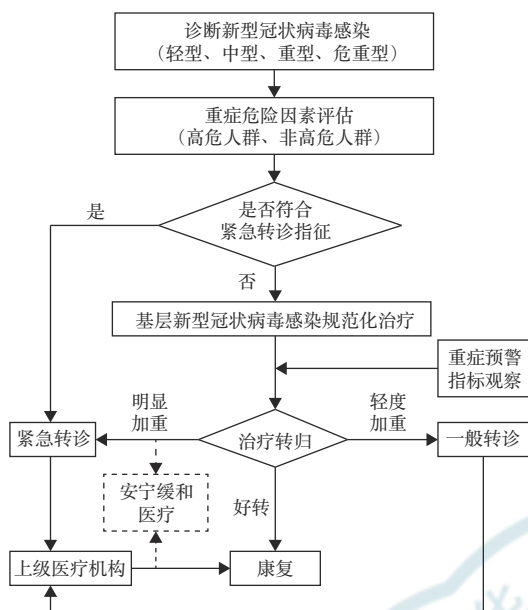 诊断新型冠状病毒感染
（轻型、中型、重型、危重型）
重症危险因素评估
（高危人群、非高危人群）
是否符合
紧急转诊指征
是
否
基层新型冠状病毒感染规范化治疗
重症预警
指标观察
明显
加重
轻度
加重
紧急转诊
治疗转归
一般转诊
安宁缓和
医疗
好转
上级医疗机构
康复